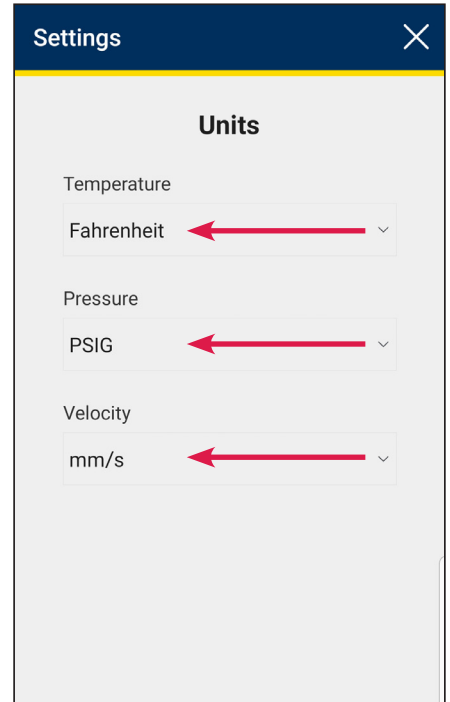 Settings
Units
Temperature
Fahrenheit
Pressure
PSIG
Velocity
mm/s